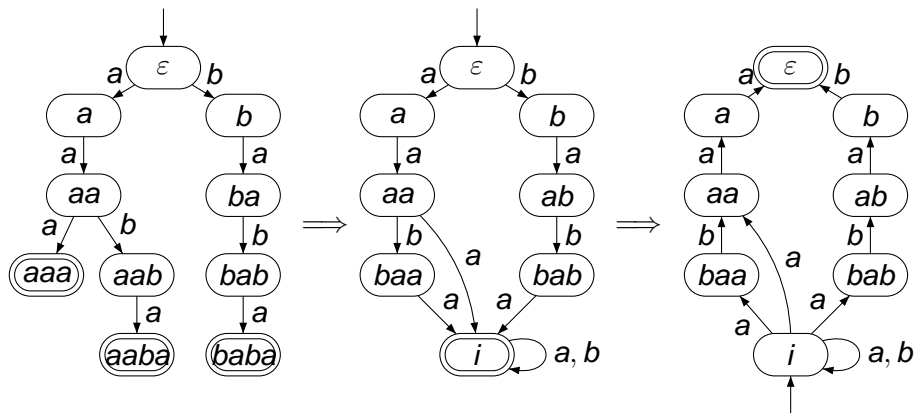 ε ε ε
a b a b a b
a b a b a b
a a a a a a
aa ba aa ab aa ab
⟹ ⟹
a b b b b a b b
aaa aab bab baa bab baa bab
a a a a a a
aaba baba i a, b i a, b